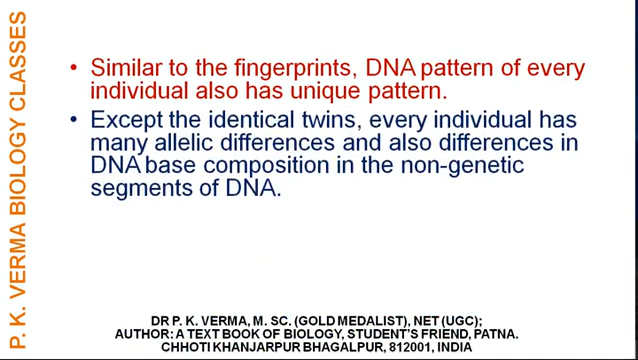 P. K. VERMA BIOLOGY CLASSES
• Similar to the fingerprints, DNA pattern of every
individual also has unique pattern.
• Except the identical twins, every individual has
many allelic differences and also differences in
DNA base composition in the non-genetic
segments of DNA.
DR P. K. VERMA, M. SC. (GOLD MEDALIST), NET (UGC);
AUTHOR: A TEXT BOOK OF BIOLOGY, STUDENT'S FRIEND, PATNA.
CHHOTI KHANJARPUR BHAGALPUR, 812001, INDIA